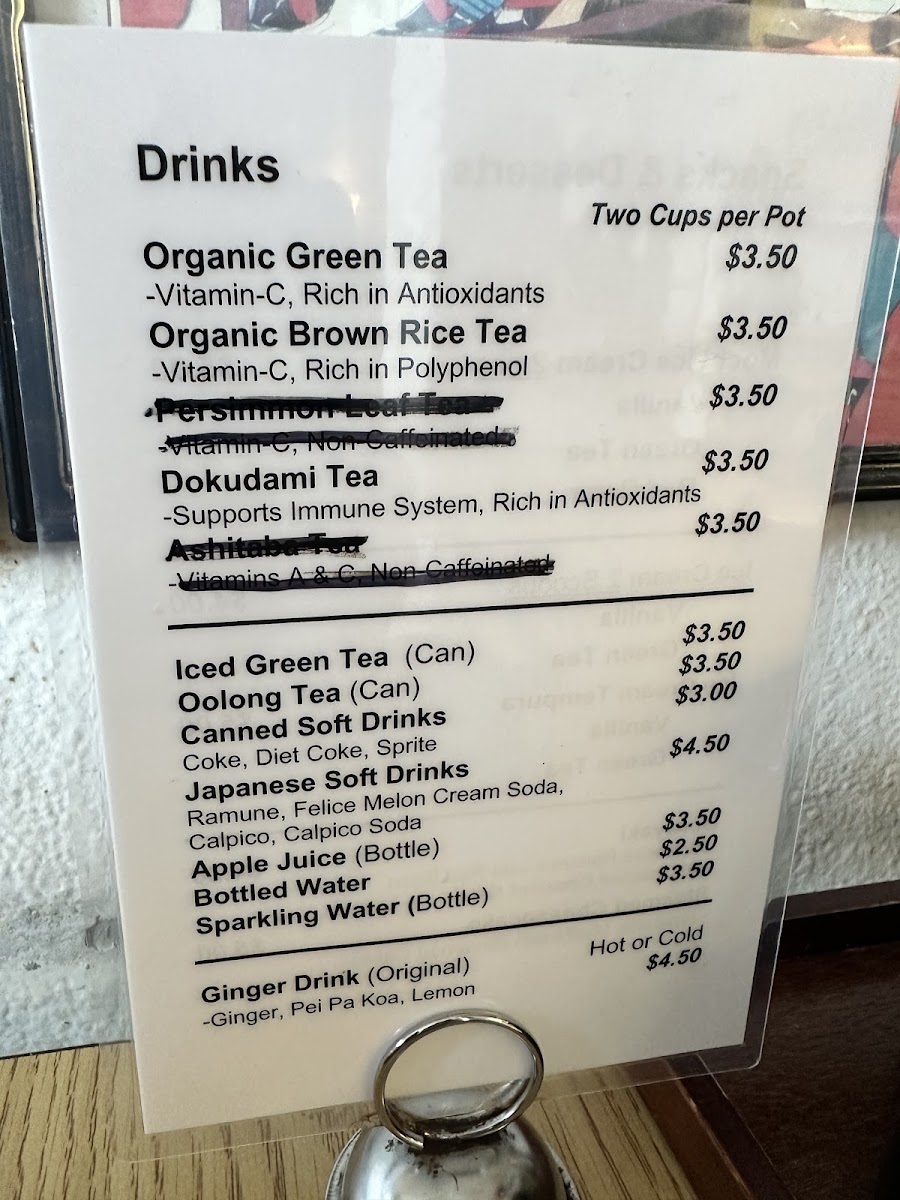 Drinks
Two Cups per Pot
Organic Green Tea $3.50
-Vitamin-C, Rich in Antioxidants
Organic Brown Rice Tea $3.50
-Vitamin-C, Rich in Polyphenol
Persimmon Leaf Tea $3.50
-Vitamin-C, Non-Caffeinated
Dokudami Tea $3.50
-Supports Immune System, Rich in Antioxidants
Ashitaba Tea $3.50
-Vitamins A & C, Non-Caffeinated
Iced Green Tea (Can) $3.50
Oolong Tea (Can) $3.50
Canned Soft Drinks $3.00
Coke, Diet Coke, Sprite
Japanese Soft Drinks $4.50
Ramune, Felice Melon Cream Soda,
Calpico, Calpico Soda
Apple Juice (Bottle) $3.50
Bottled Water $2.50
Sparkling Water (Bottle) $3.50
Hot or Cold
Ginger Drink (Original) $4.50
-Ginger, Pei Pa Koa, Lemon
Snacks & Desserts